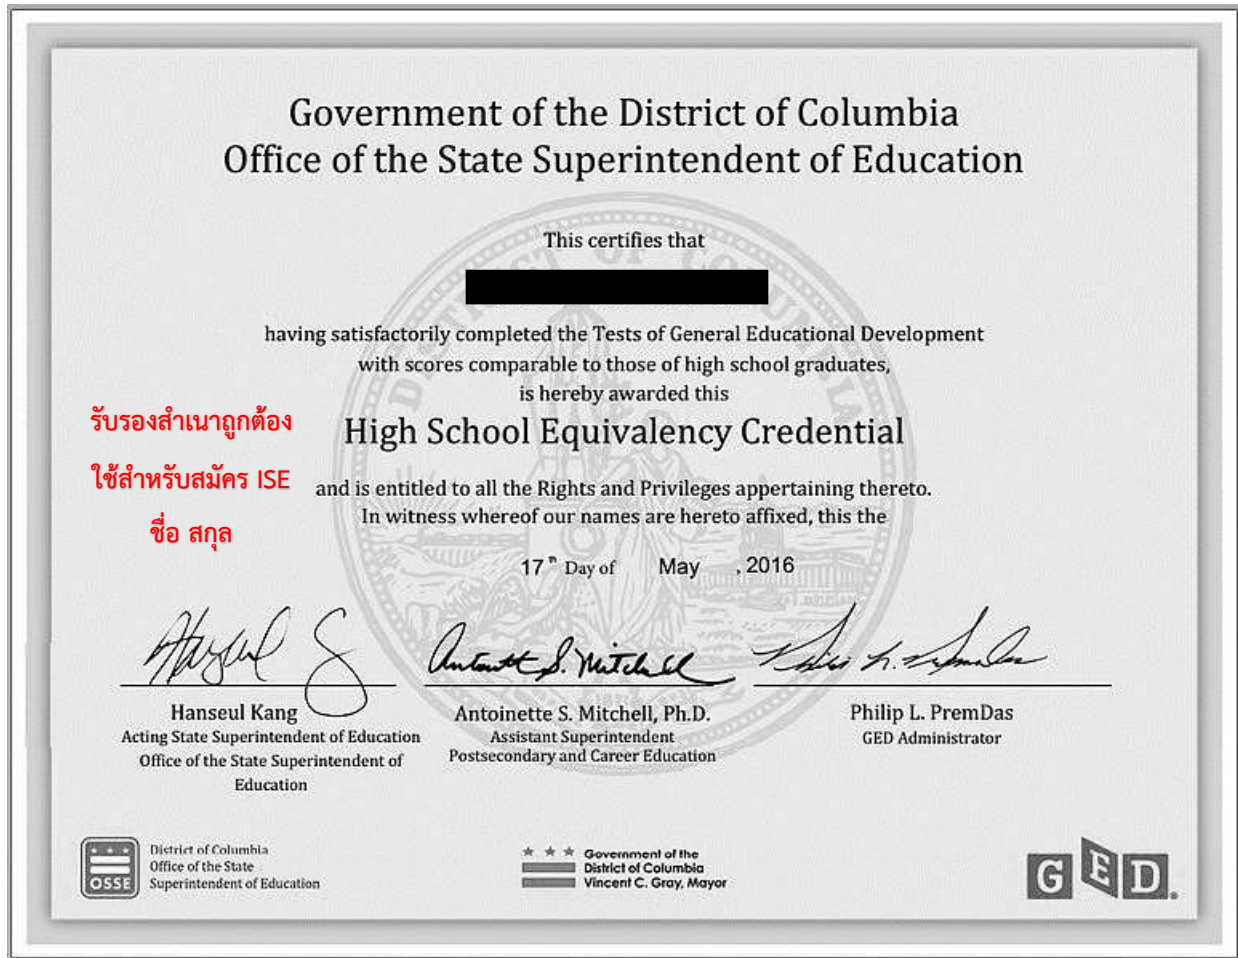 Government of the District of Columbia
Office of the State Superintendent of Education
This certifies that
having satisfactorily completed the Tests of General Educational Development
with scores comparable to those of high school graduates,
is hereby awarded this
High School Equivalency Credential
and is entitled to all the Rights and Privileges appertaining thereto.
In witness whereof our names are hereto affixed, this the
17th Day of May, 2016
รับรองสำเนาถูกต้อง
ใช้สำหรับสมัคร ISE
ชื่อ สกุล
Antoinette S. Mitchell
Hanseul Kang
Acting State Superintendent of Education
Office of the State Superintendent of
Education
Antoinette S. Mitchell, Ph.D.
Assistant Superintendent
Postsecondary and Career Education
Philip L. PremDas
GED Administrator
OSSE
District of Columbia
Office of the State
Superintendent of Education
Government of the
District of Columbia
Vincent C. Gray, Mayor
GED
DISTRICT OF COLUMBIA